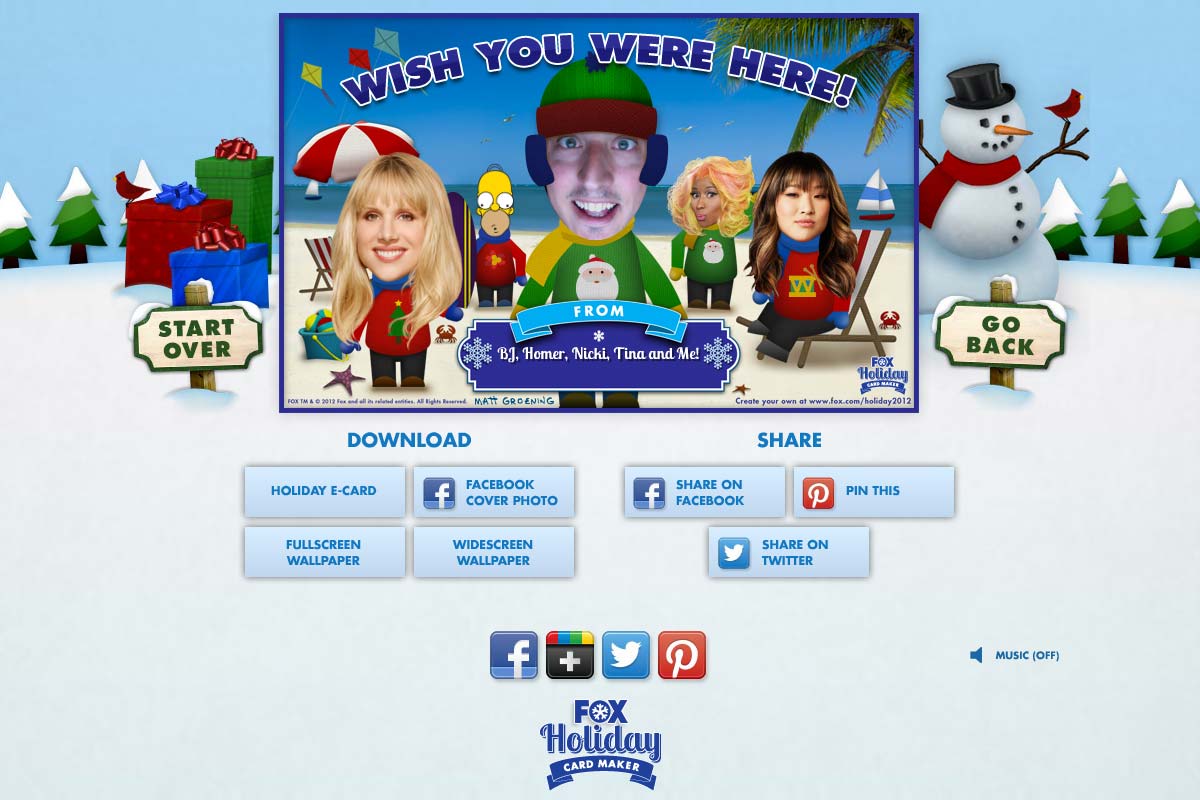 WISH YOU WERE HERE!
FROM
BJ, Homer, Nicki, Tina and Me!
W
FOX
Holiday
CARD MAKER
FOX TM & © 2012 Fox and all its related entities. All Rights Reserved.
MATT GROENING
Create your own at www.fox.com/holiday2012
START
OVER
GO
BACK
DOWNLOAD
SHARE
HOLIDAY E-CARD
FACEBOOK
COVER PHOTO
SHARE ON
FACEBOOK
PIN THIS
FULLSCREEN
WALLPAPER
WIDESCREEN
WALLPAPER
SHARE ON
TWITTER
MUSIC (OFF)
FOX
Holiday
CARD MAKER